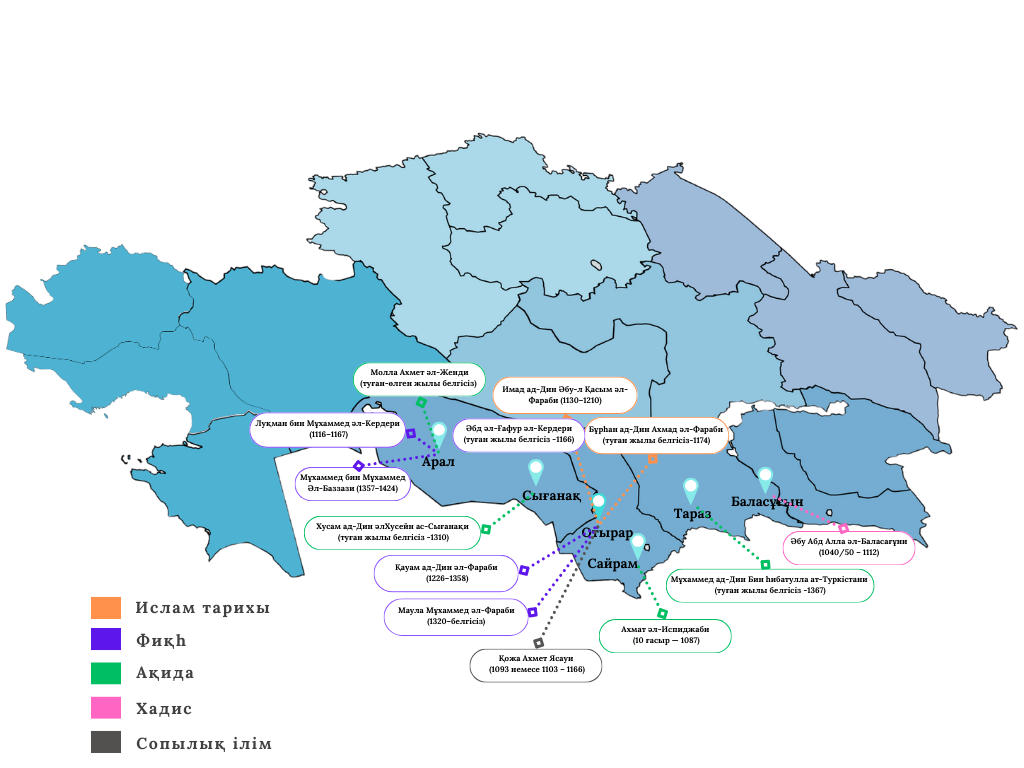 Молла Ахмет әл-Женди
(туған-өлген жылы белгісіз)
Имад ад-Дин Әбу-л Қасым әл-
Фараби (1130-1210)
Луқман бин Мұхаммед әл-Кердери
(1116-1167)
Әбд әл-Ғафур әл-Кердери
(туған жылы белгісіз -1166)
Бұрһан ад-Дин Ахмад әл-Фараби
(туған жылы белгісіз-1174)
Арал
Мұхаммед бин Мұхаммед
Әл-Баззази (1357-1424)
Сығанақ
Баласұғын
Тараз
Хусам ад-Дин әлХусейн ас-Сығанақи
(туған жылы белгісіз -1310)
Отырар
Әбу Абд Алла әл-Баласағуни
(1040/50 - 1112)
Сайрам
Қауам ад-Дин әл-Фараби
(1226-1358)
Мұхаммед ад-Дин Бин һибатулла ат-Туркістани
(туған жылы белгісіз -1367)
Маула Мұхаммед әл-Фараби
(1320-белгісіз)
Ахмат әл-Испиджаби
(10 ғасыр — 1087)
Қожа Ахмет Ясауи
(1093 немесе 1103 - 1166)
Ислам тарихы
Фиқһ
Ақида
Хадис
Сопылық ілім